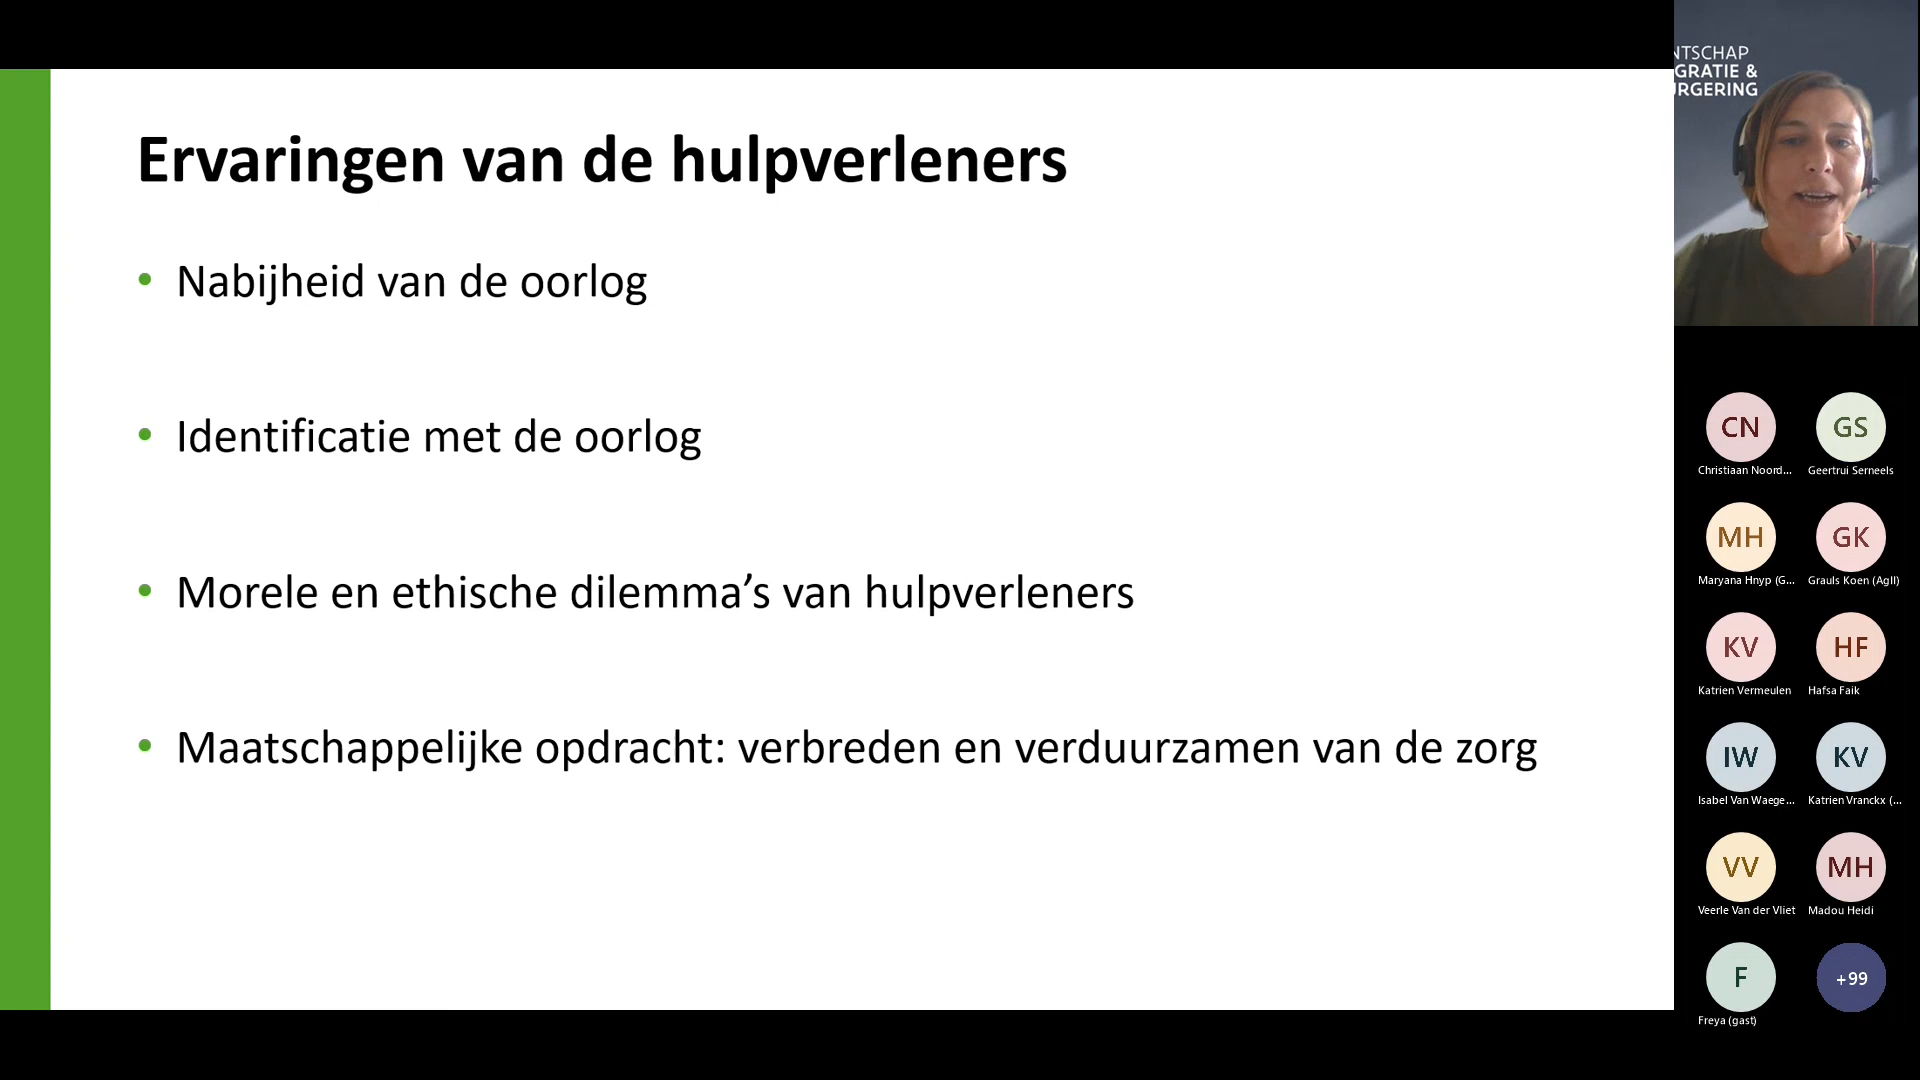 Ervaringen van de hulpverleners
• Nabijheid van de oorlog
• Identificatie met de oorlog
• Morele en ethische dilemma’s van hulpverleners
• Maatschappelijke opdracht: verbreden en verduurzamen van de zorg
NTSCHAP
GRATIE &
URGERING
CN GS
Christiaan Noord... Geertrui Serneels
MH GK
Maryana Hnyp (G... Grauls Koen (AgII)
KV HF
Katrien Vermeulen Hafsa Faik
IW KV
Isabel Van Waege... Katrien Vranckx (...
VV MH
Veerle Van der Vliet Madou Heidi
F +99
Freya (gast)